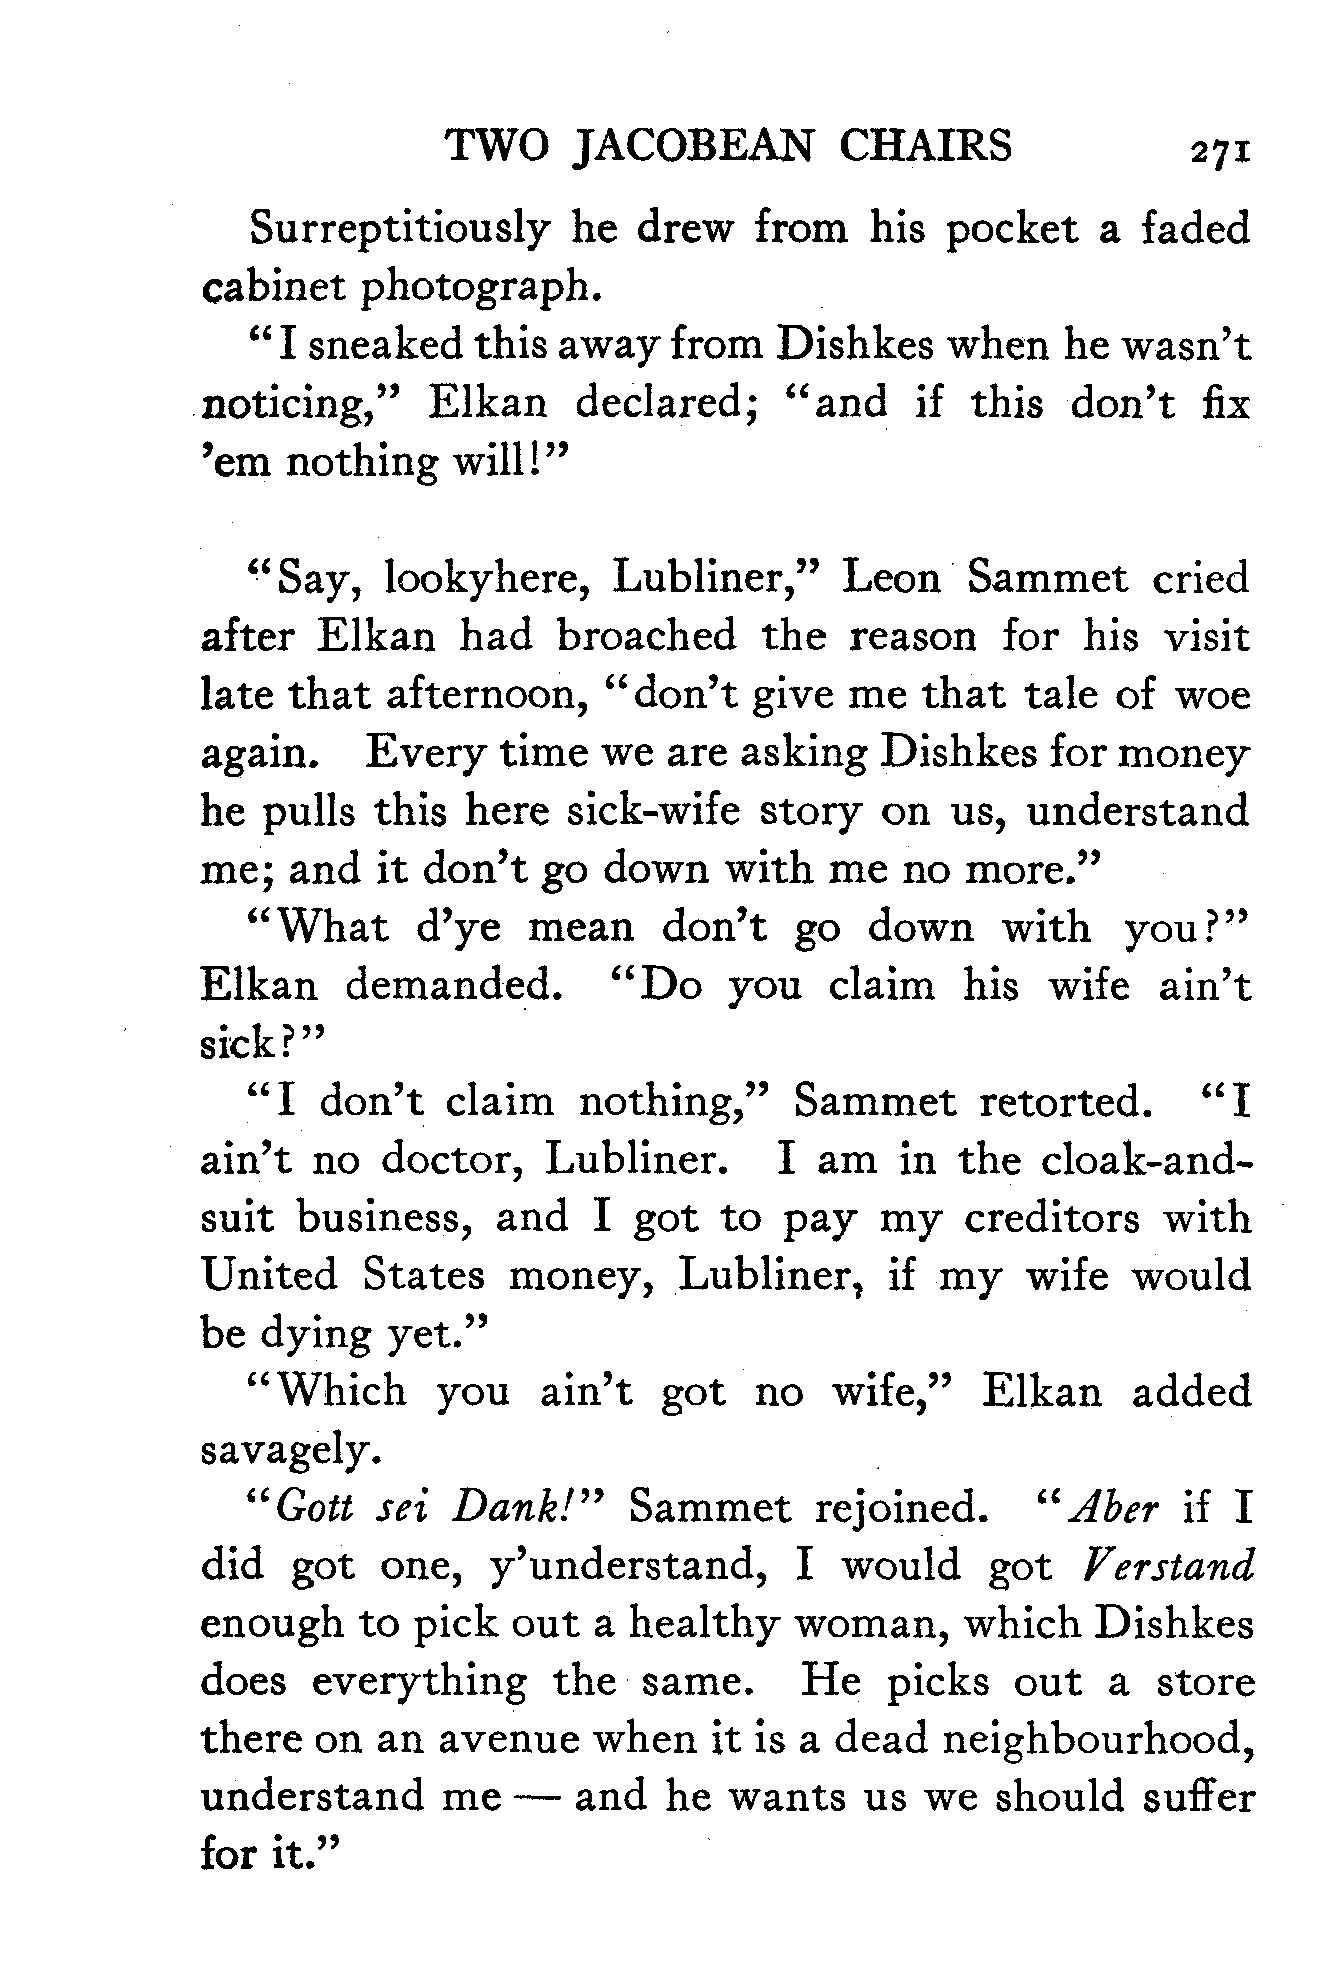 TWO JACOBEAN CHAIRS 271
Surreptitiously he drew from his pocket a faded
cabinet photograph.
"I sneaked this away from Dishkes when he wasn't
noticing," Elkan declared; "and if this don't fix
'em nothing will!"
"Say, lookyhere, Lubliner," Leon Sammet cried
after Elkan had broached the reason for his visit
late that afternoon, "don't give me that tale of woe
again. Every time we are asking Dishkes for money
he pulls this here sick-wife story on us, understand
me; and it don't go down with me no more."
"What d'ye mean don't go down with you?"
Elkan demanded. "Do you claim his wife ain't
sick?"
"I don't claim nothing," Sammet retorted. "I
ain't no doctor, Lubliner. I am in the cloak-and-
suit business, and I got to pay my creditors with
United States money, Lubliner, if my wife would
be dying yet."
"Which you ain't got no wife," Elkan added
savagely.
"Gott sei Dank!" Sammet rejoined. "Aber if I
did got one, y'understand, I would got Verstand
enough to pick out a healthy woman, which Dishkes
does everything the same. He picks out a store
there on an avenue when it is a dead neighbourhood,
understand me — and he wants us we should suffer
for it."